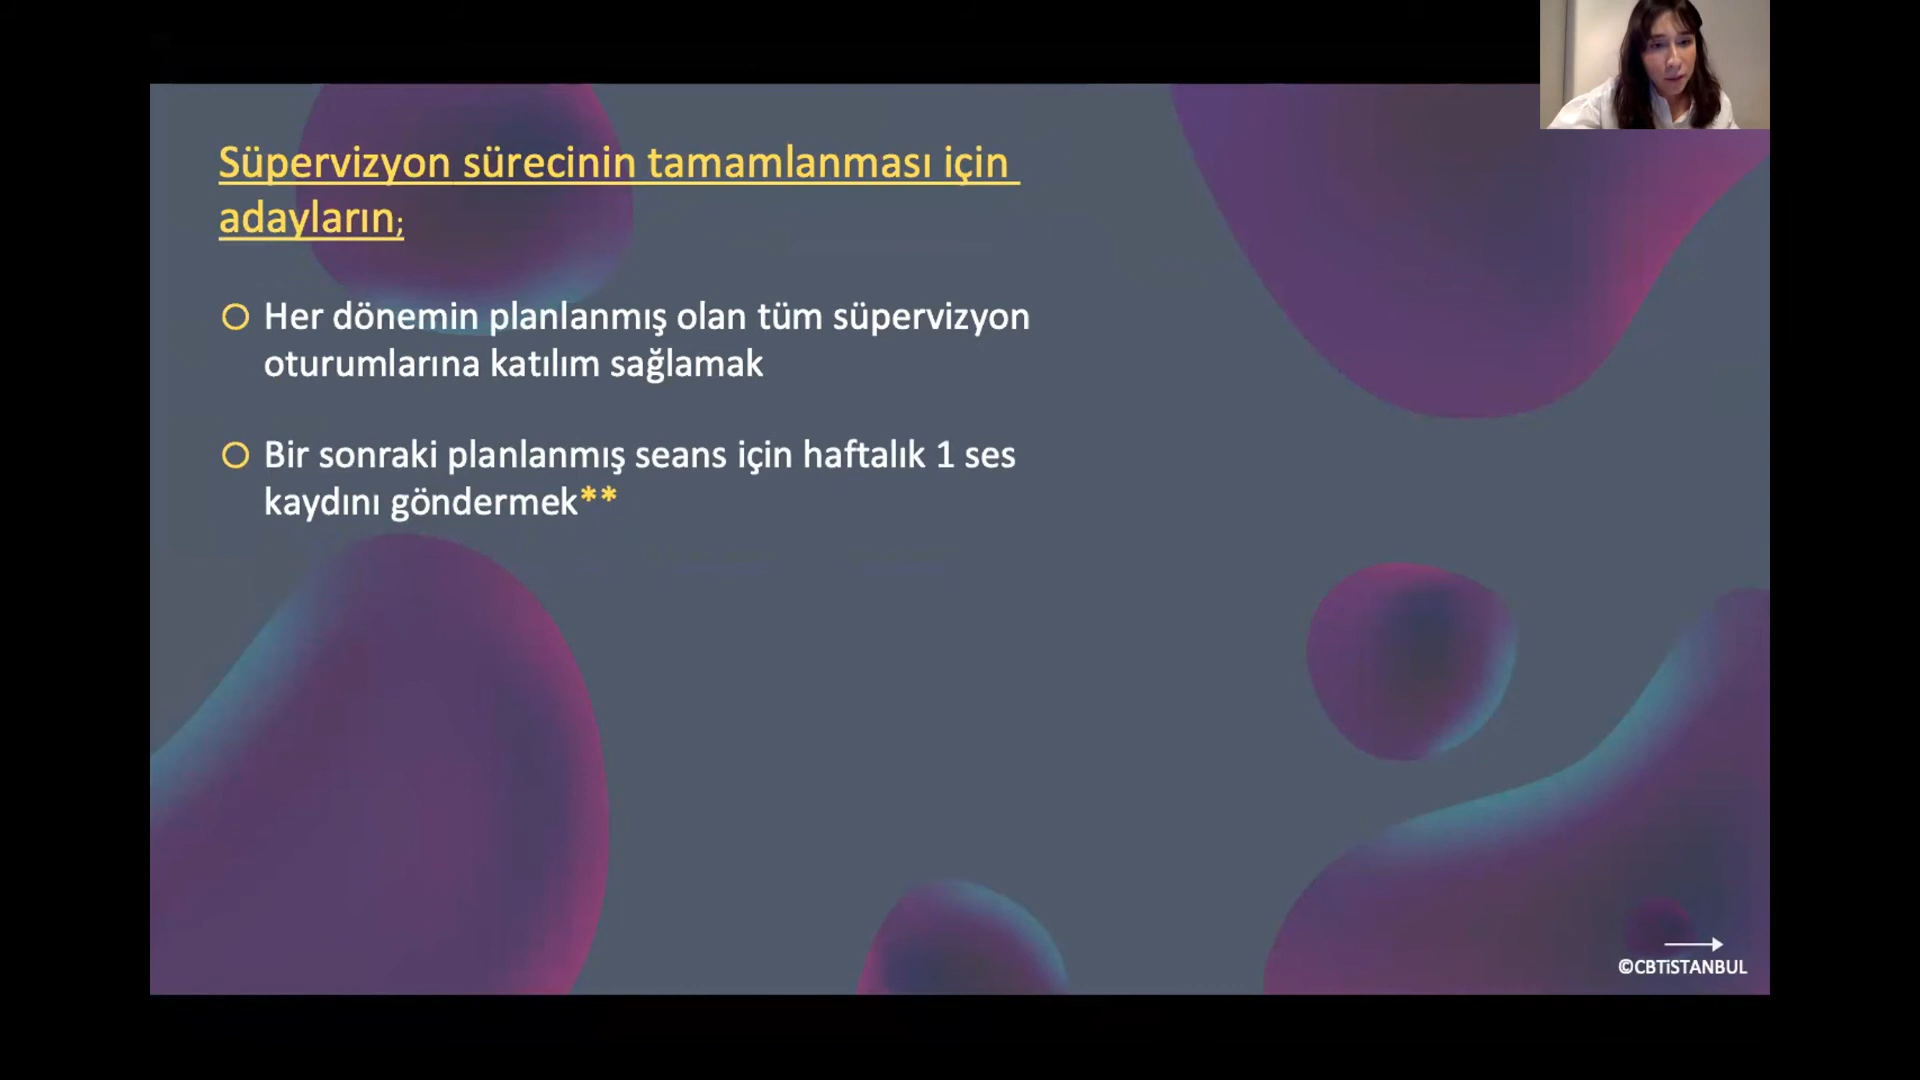 Süpervizyon sürecinin tamamlanması için
adayların;
Her dönemin planlanmış olan tüm süpervizyon
oturumlarına katılım sağlamak
Bir sonraki planlanmış seans için haftalık 1 ses
kaydını göndermek**
©CBTiSTANBUL